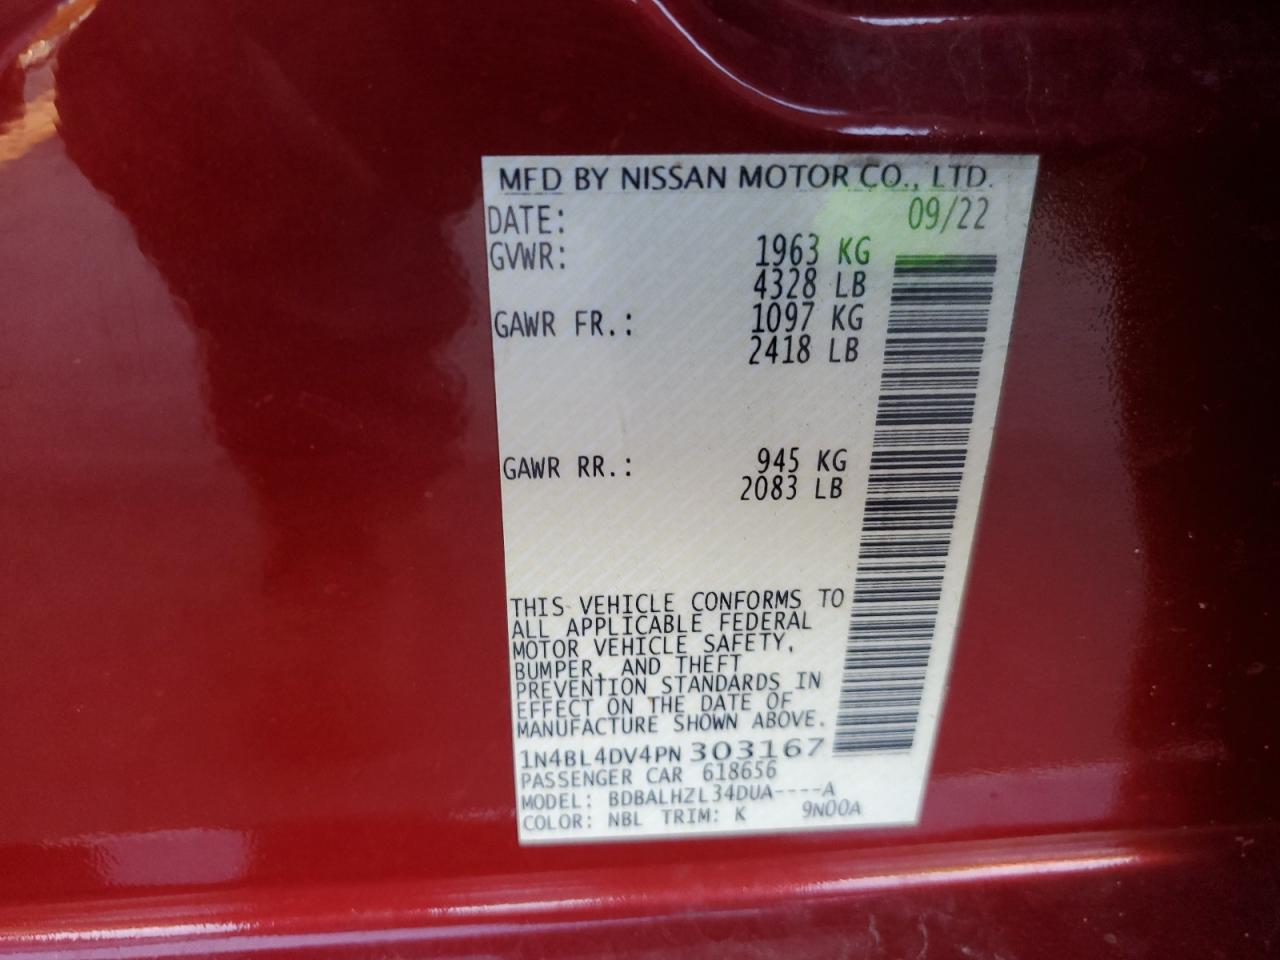 MFD BY NISSAN MOTOR CO., LTD.
DATE: 09/22
GVWR: 1963 KG
4328 LB
GAWR FR.: 1097 KG
2418 LB
GAWR RR.: 945 KG
2083 LB
THIS VEHICLE CONFORMS TO
ALL APPLICABLE FEDERAL
MOTOR VEHICLE SAFETY,
BUMPER, AND THEFT
PREVENTION STANDARDS IN
EFFECT ON THE DATE OF
MANUFACTURE SHOWN ABOVE.
1N4BL4DV4PN303167
PASSENGER CAR 618656
MODEL: BDBALHZL34DUA----A
COLOR: NBL TRIM: K 9N00A